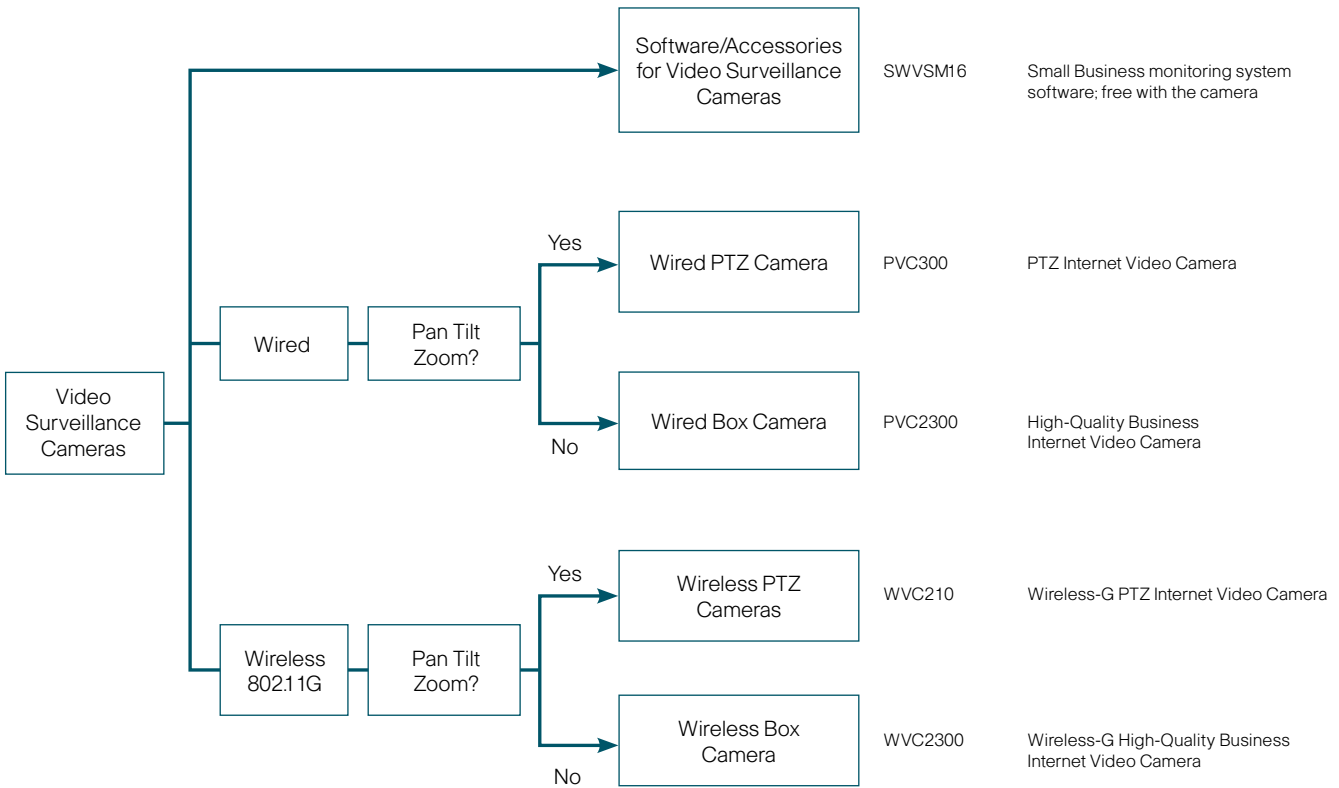 Software/Accessories
for Video Surveillance
Cameras
SWVSM16
Small Business monitoring system
software; free with the camera
Yes
Wired PTZ Camera
PVC300
PTZ Internet Video Camera
Wired
Pan Tilt
Zoom?
Video
Surveillance
Cameras
Wired Box Camera
PVC2300
High-Quality Business
Internet Video Camera
No
Yes
Wireless PTZ
Cameras
WVC210
Wireless-G PTZ Internet Video Camera
Wireless
802.11G
Pan Tilt
Zoom?
Wireless Box
Camera
WVC2300
Wireless-G High-Quality Business
Internet Video Camera
No